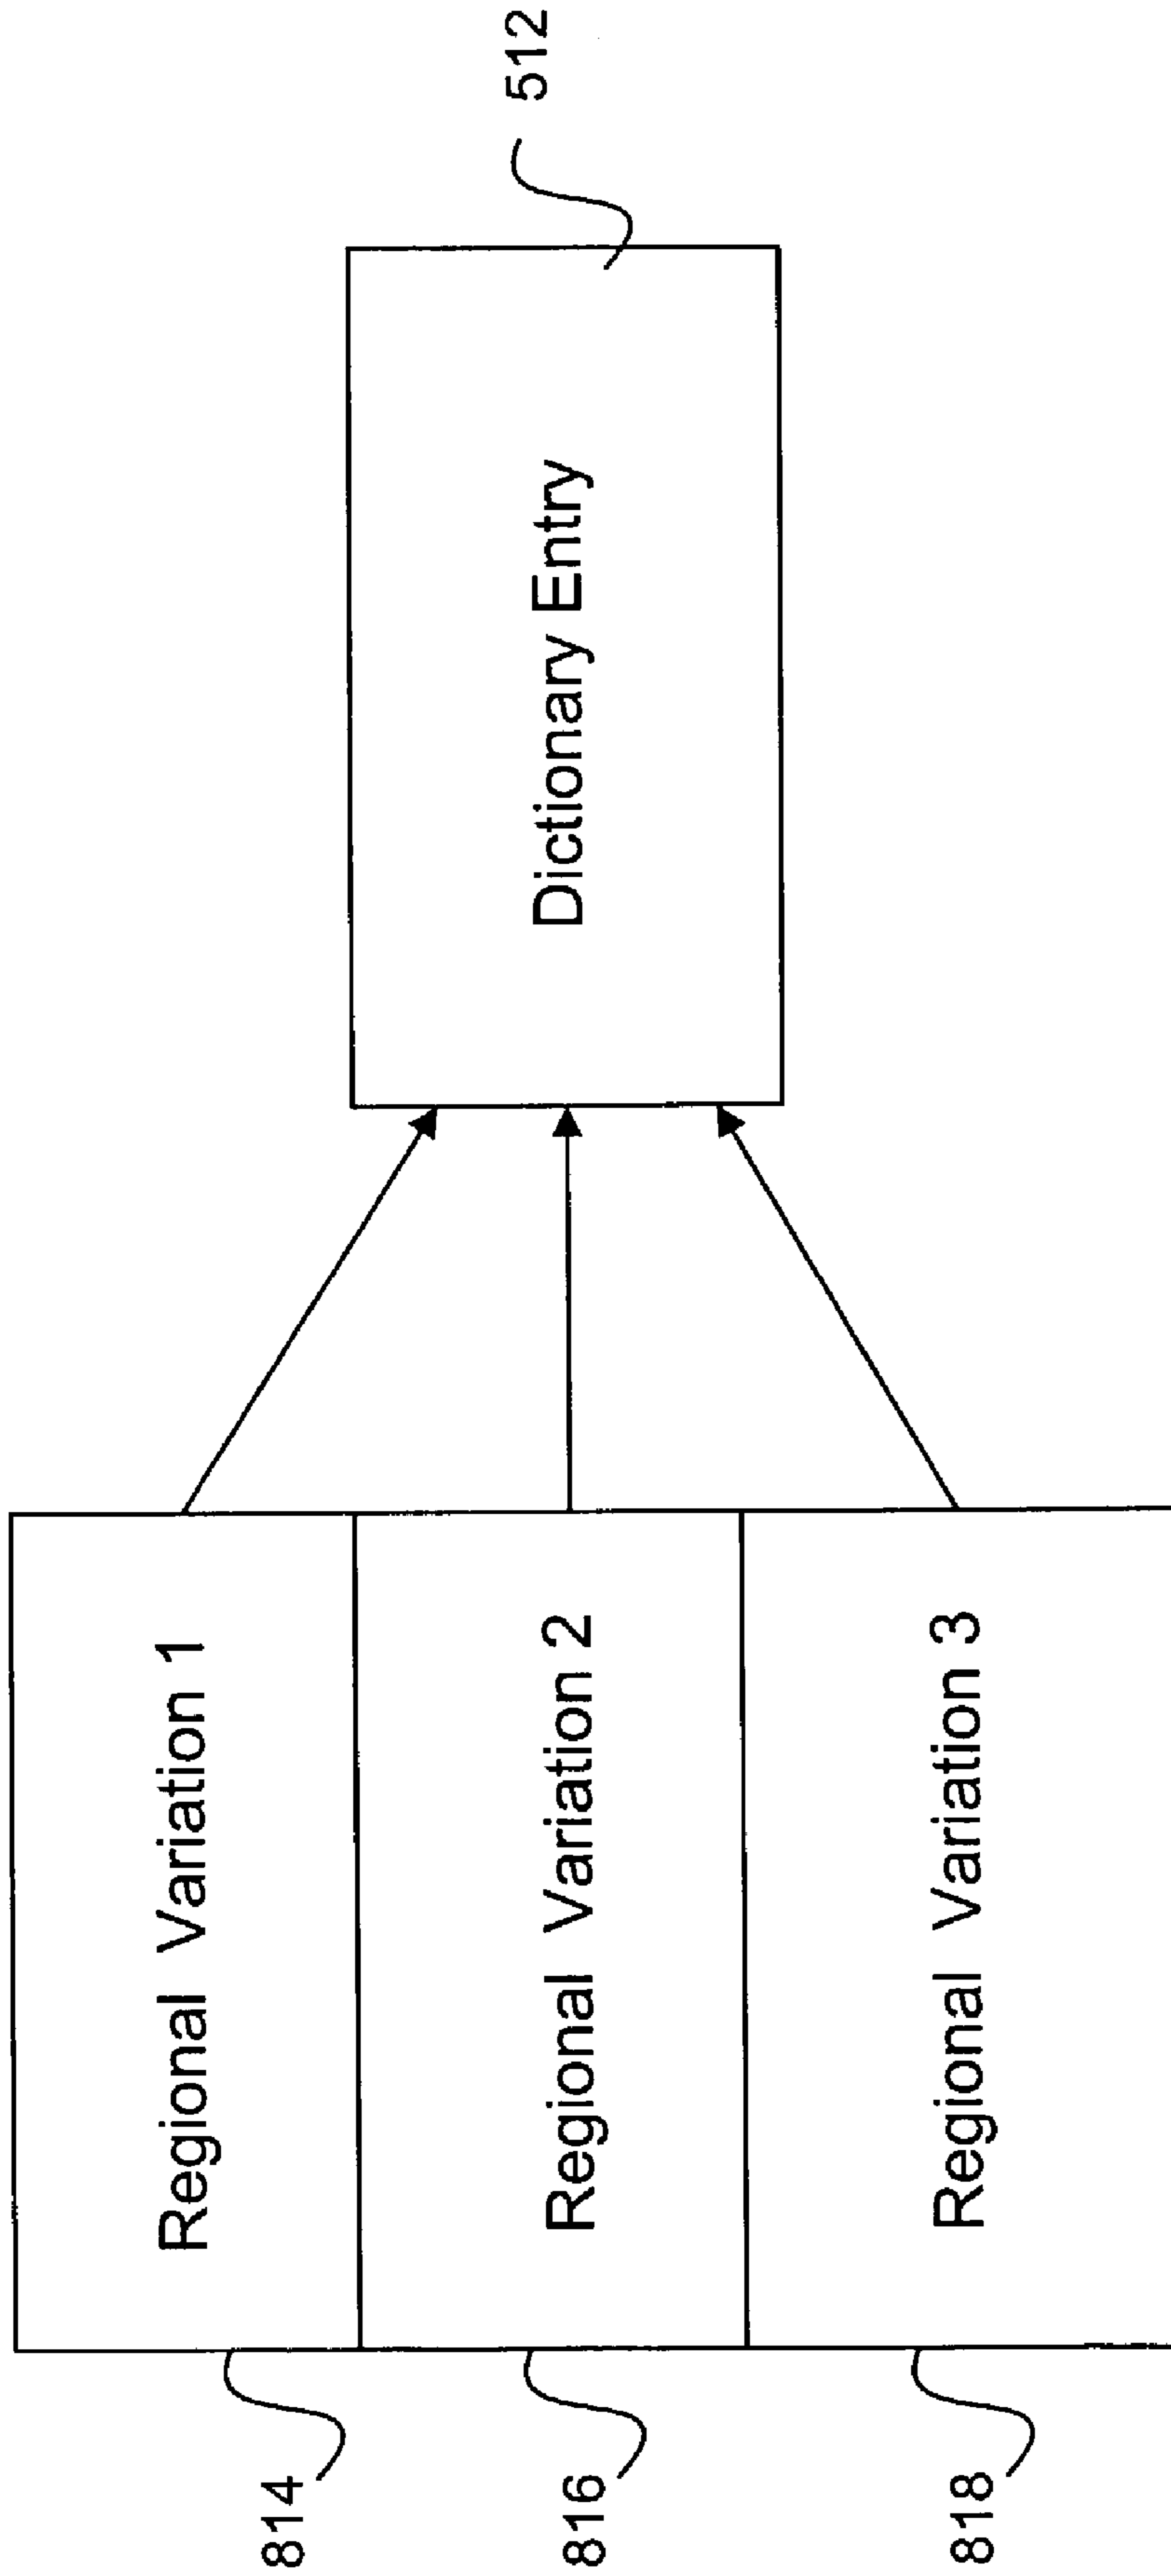 814
Regional Variation 1
816
Regional Variation 2
818
Regional Variation 3
Dictionary Entry
512